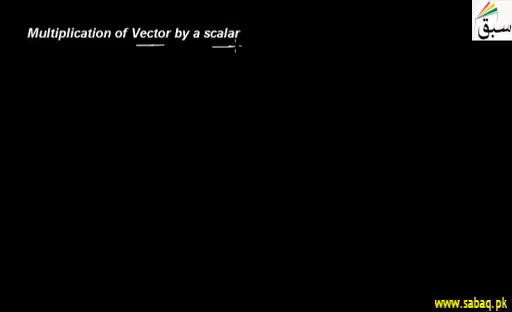 Multiplication of Vector by a scalar
سبق
www.sabaq.pk